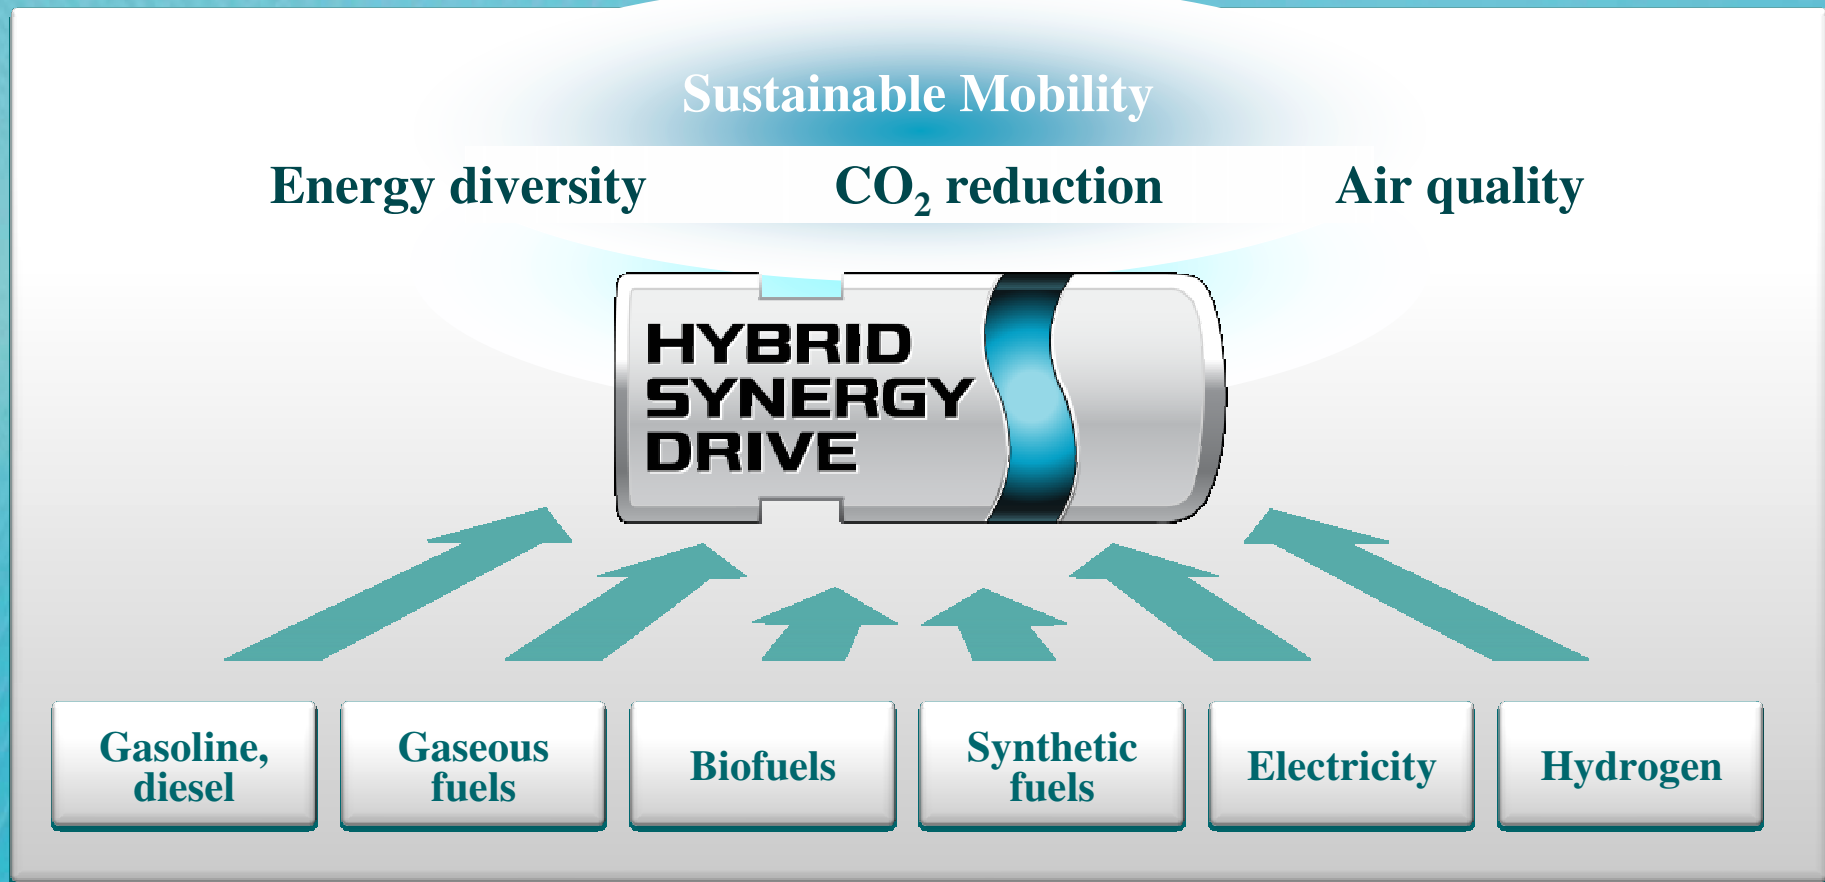 Sustainable Mobility
Energy diversity CO₂ reduction Air quality
HYBRID
SYNERGY
DRIVE
Gasoline,
diesel
Gaseous
fuels
Biofuels
Synthetic
fuels
Electricity
Hydrogen